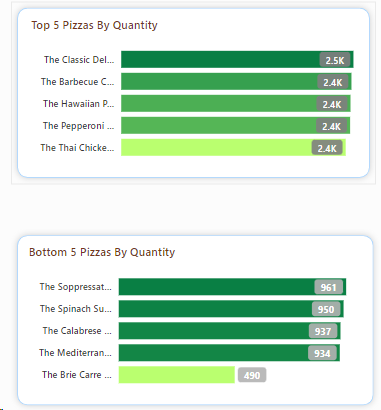 Top 5 Pizzas By Quantity
The Classic Del... 2.5K
The Barbecue C... 2.4K
The Hawaiian P... 2.4K
The Pepperoni ... 2.4K
The Thai Chicke... 2.4K
Bottom 5 Pizzas By Quantity
The Soppressat... 961
The Spinach Su... 950
The Calabrese ... 937
The Mediterran... 934
The Brie Carre ... 490